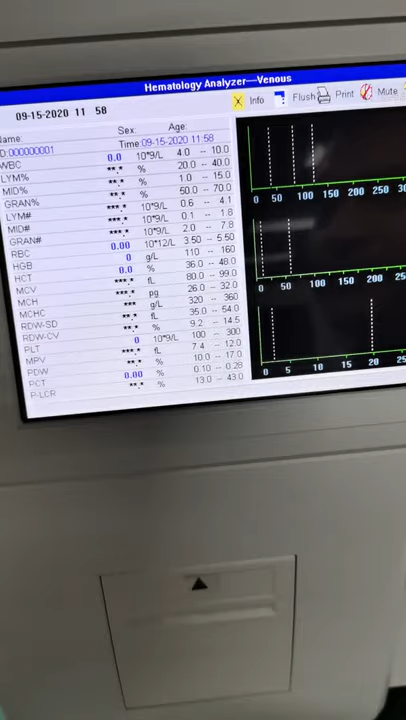 Hematology Analyzer—Venous
09-15-2020 11 58
Info Flush Print Mute
Name: Sex: Age:
ID:000000001 Time:09-15-2020 11:58
WBC 0.0 10*9/L 4.0 -- 10.0
LYM% **.* % 20.0 -- 40.0
MID% **.* % 1.0 -- 15.0
GRAN% **.* % 50.0 -- 70.0
LYM# ***.* 10*9/L 0.6 -- 4.1
MID# ***.* 10*9/L 0.1 -- 1.8
GRAN# ***.* 10*9/L 2.0 -- 7.8
RBC 0.00 10*12/L 3.50 -- 5.50
HGB 0 g/L 110 -- 160
HCT 0.0 % 36.0 -- 48.0
MCV ***.* fL 80.0 -- 99.0
MCH ***.* pg 26.0 -- 32.0
MCHC *** g/L 320 -- 360
RDW-SD **.* fL 35.0 -- 54.0
RDW-CV **.* % 9.2 -- 14.5
PLT 0 10*9/L 100 -- 300
MPV ***.* fL 7.4 -- 12.0
PDW **.* % 10.0 -- 17.0
PCT 0.00 % 0.10 -- 0.28
P-LCR **.* % 13.0 -- 43.0
0 50 100 150 200 250 30
0 50 100 150 200 25
0 5 10 15 20 25